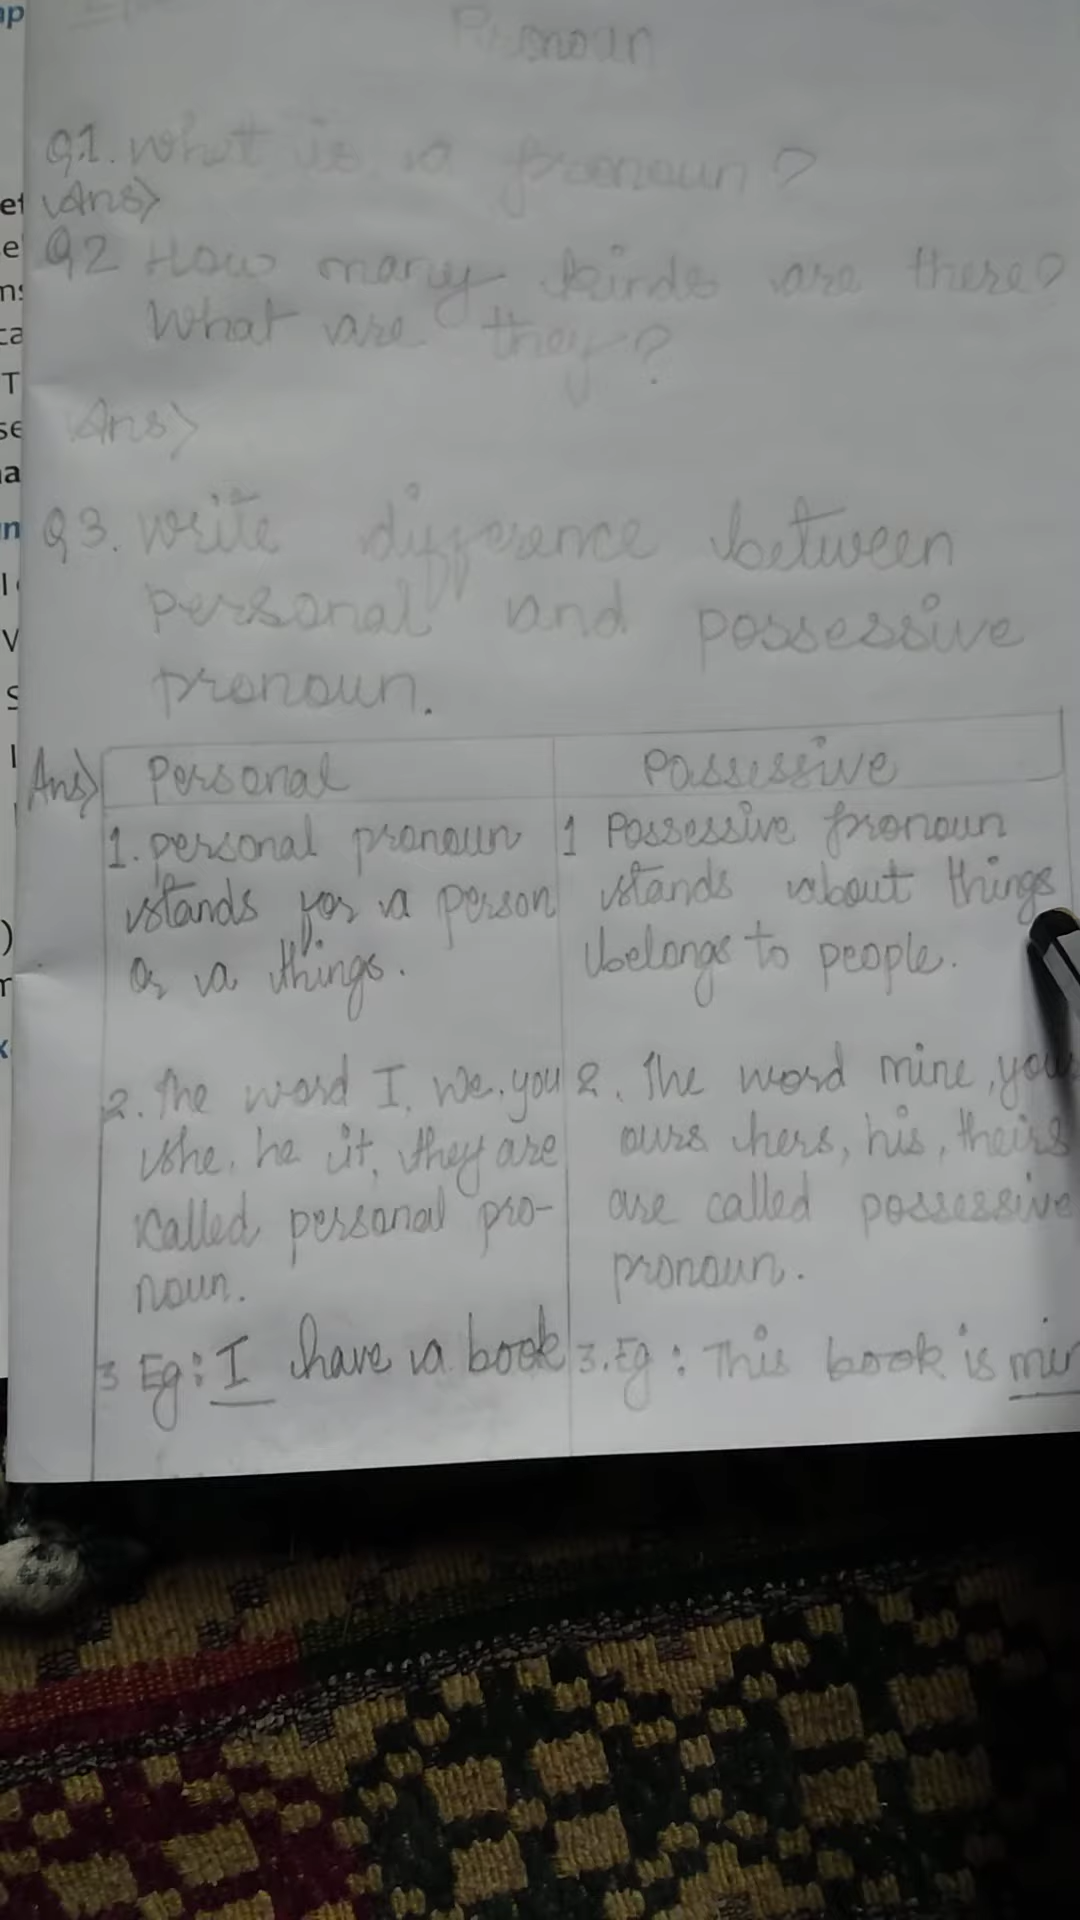 Pronoun
Q1. What is a pronoun?
Ans>
Q2 How many kinds are there?
What are they?
Ans>
Q3. Write difference between
personal and possessive
pronoun.
Ans> Personal
1. personal pronoun
stands for a person
Or a things.
2. The word I, we, you
she, he it, they are
called personal pro-
noun.
3 Eg: I have a book
Possessive
1 Possessive pronoun
stands about things
belongs to people.
2. The word mine,
ours hers, his, theirs
are called possessive
pronoun.
3. Eg: This book is